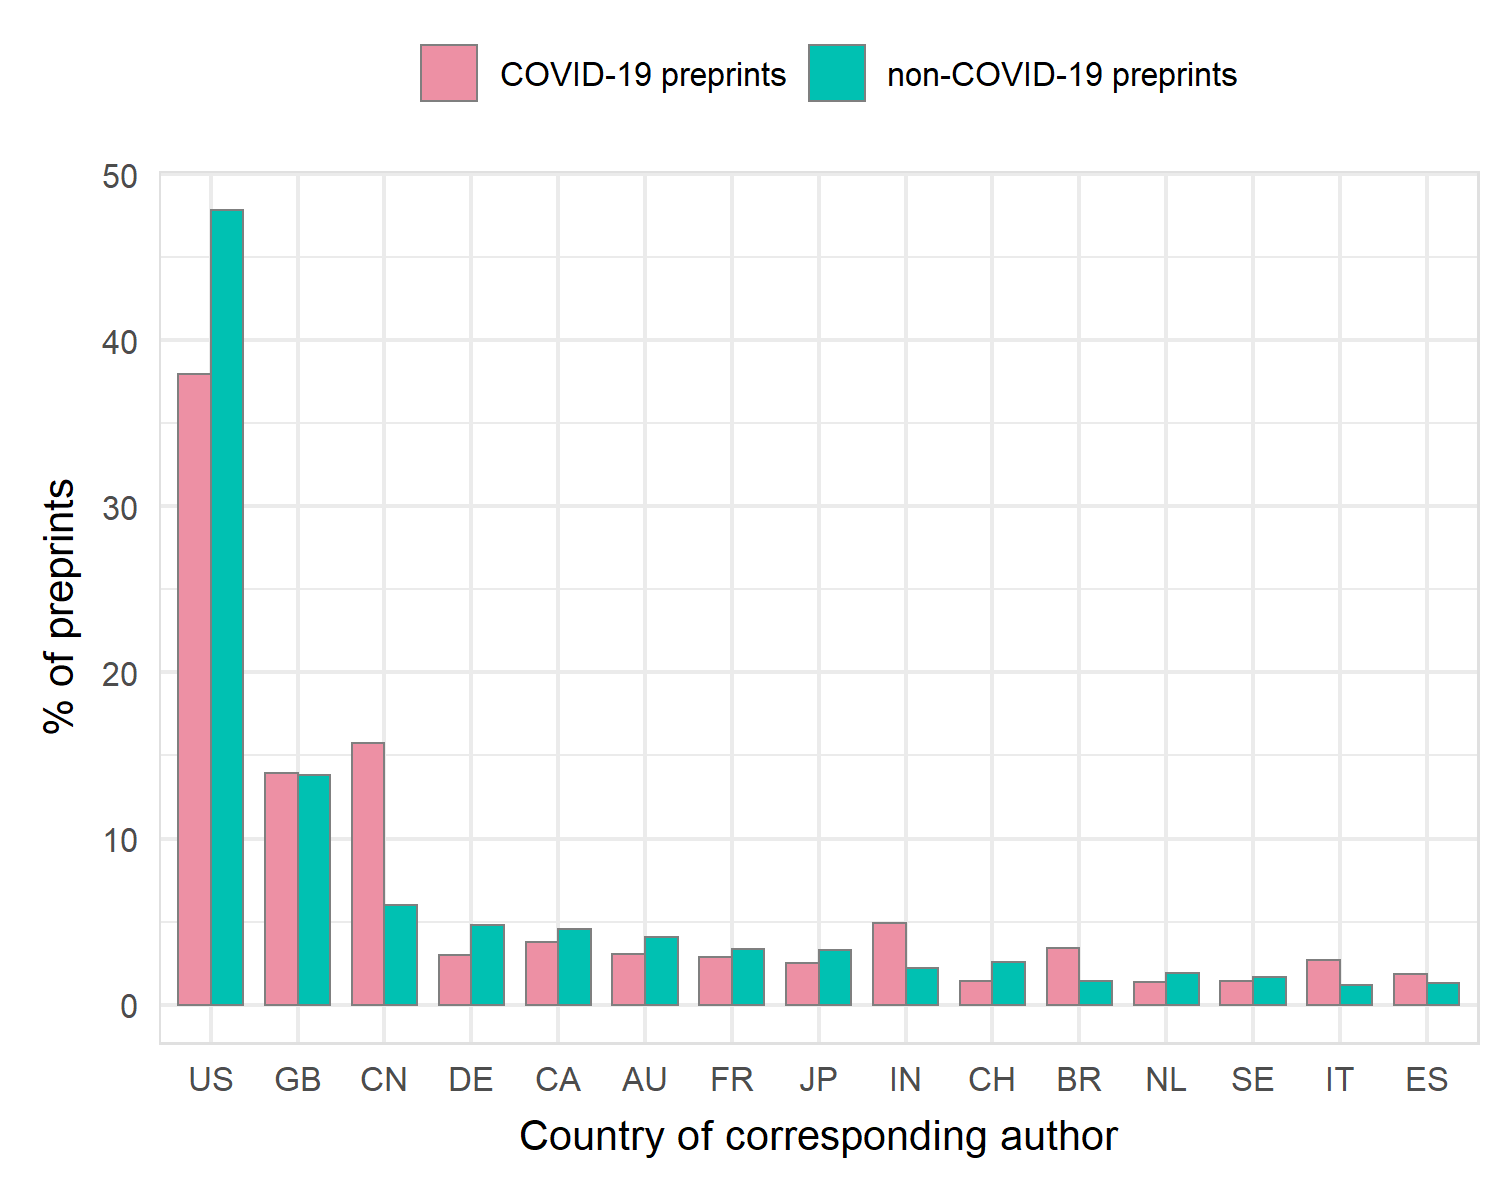 COVID-19 preprints non-COVID-19 preprints
50
40
30
20
10
0
% of preprints
US GB CN DE CA AU FR JP IN CH BR NL SE IT ES
Country of corresponding author